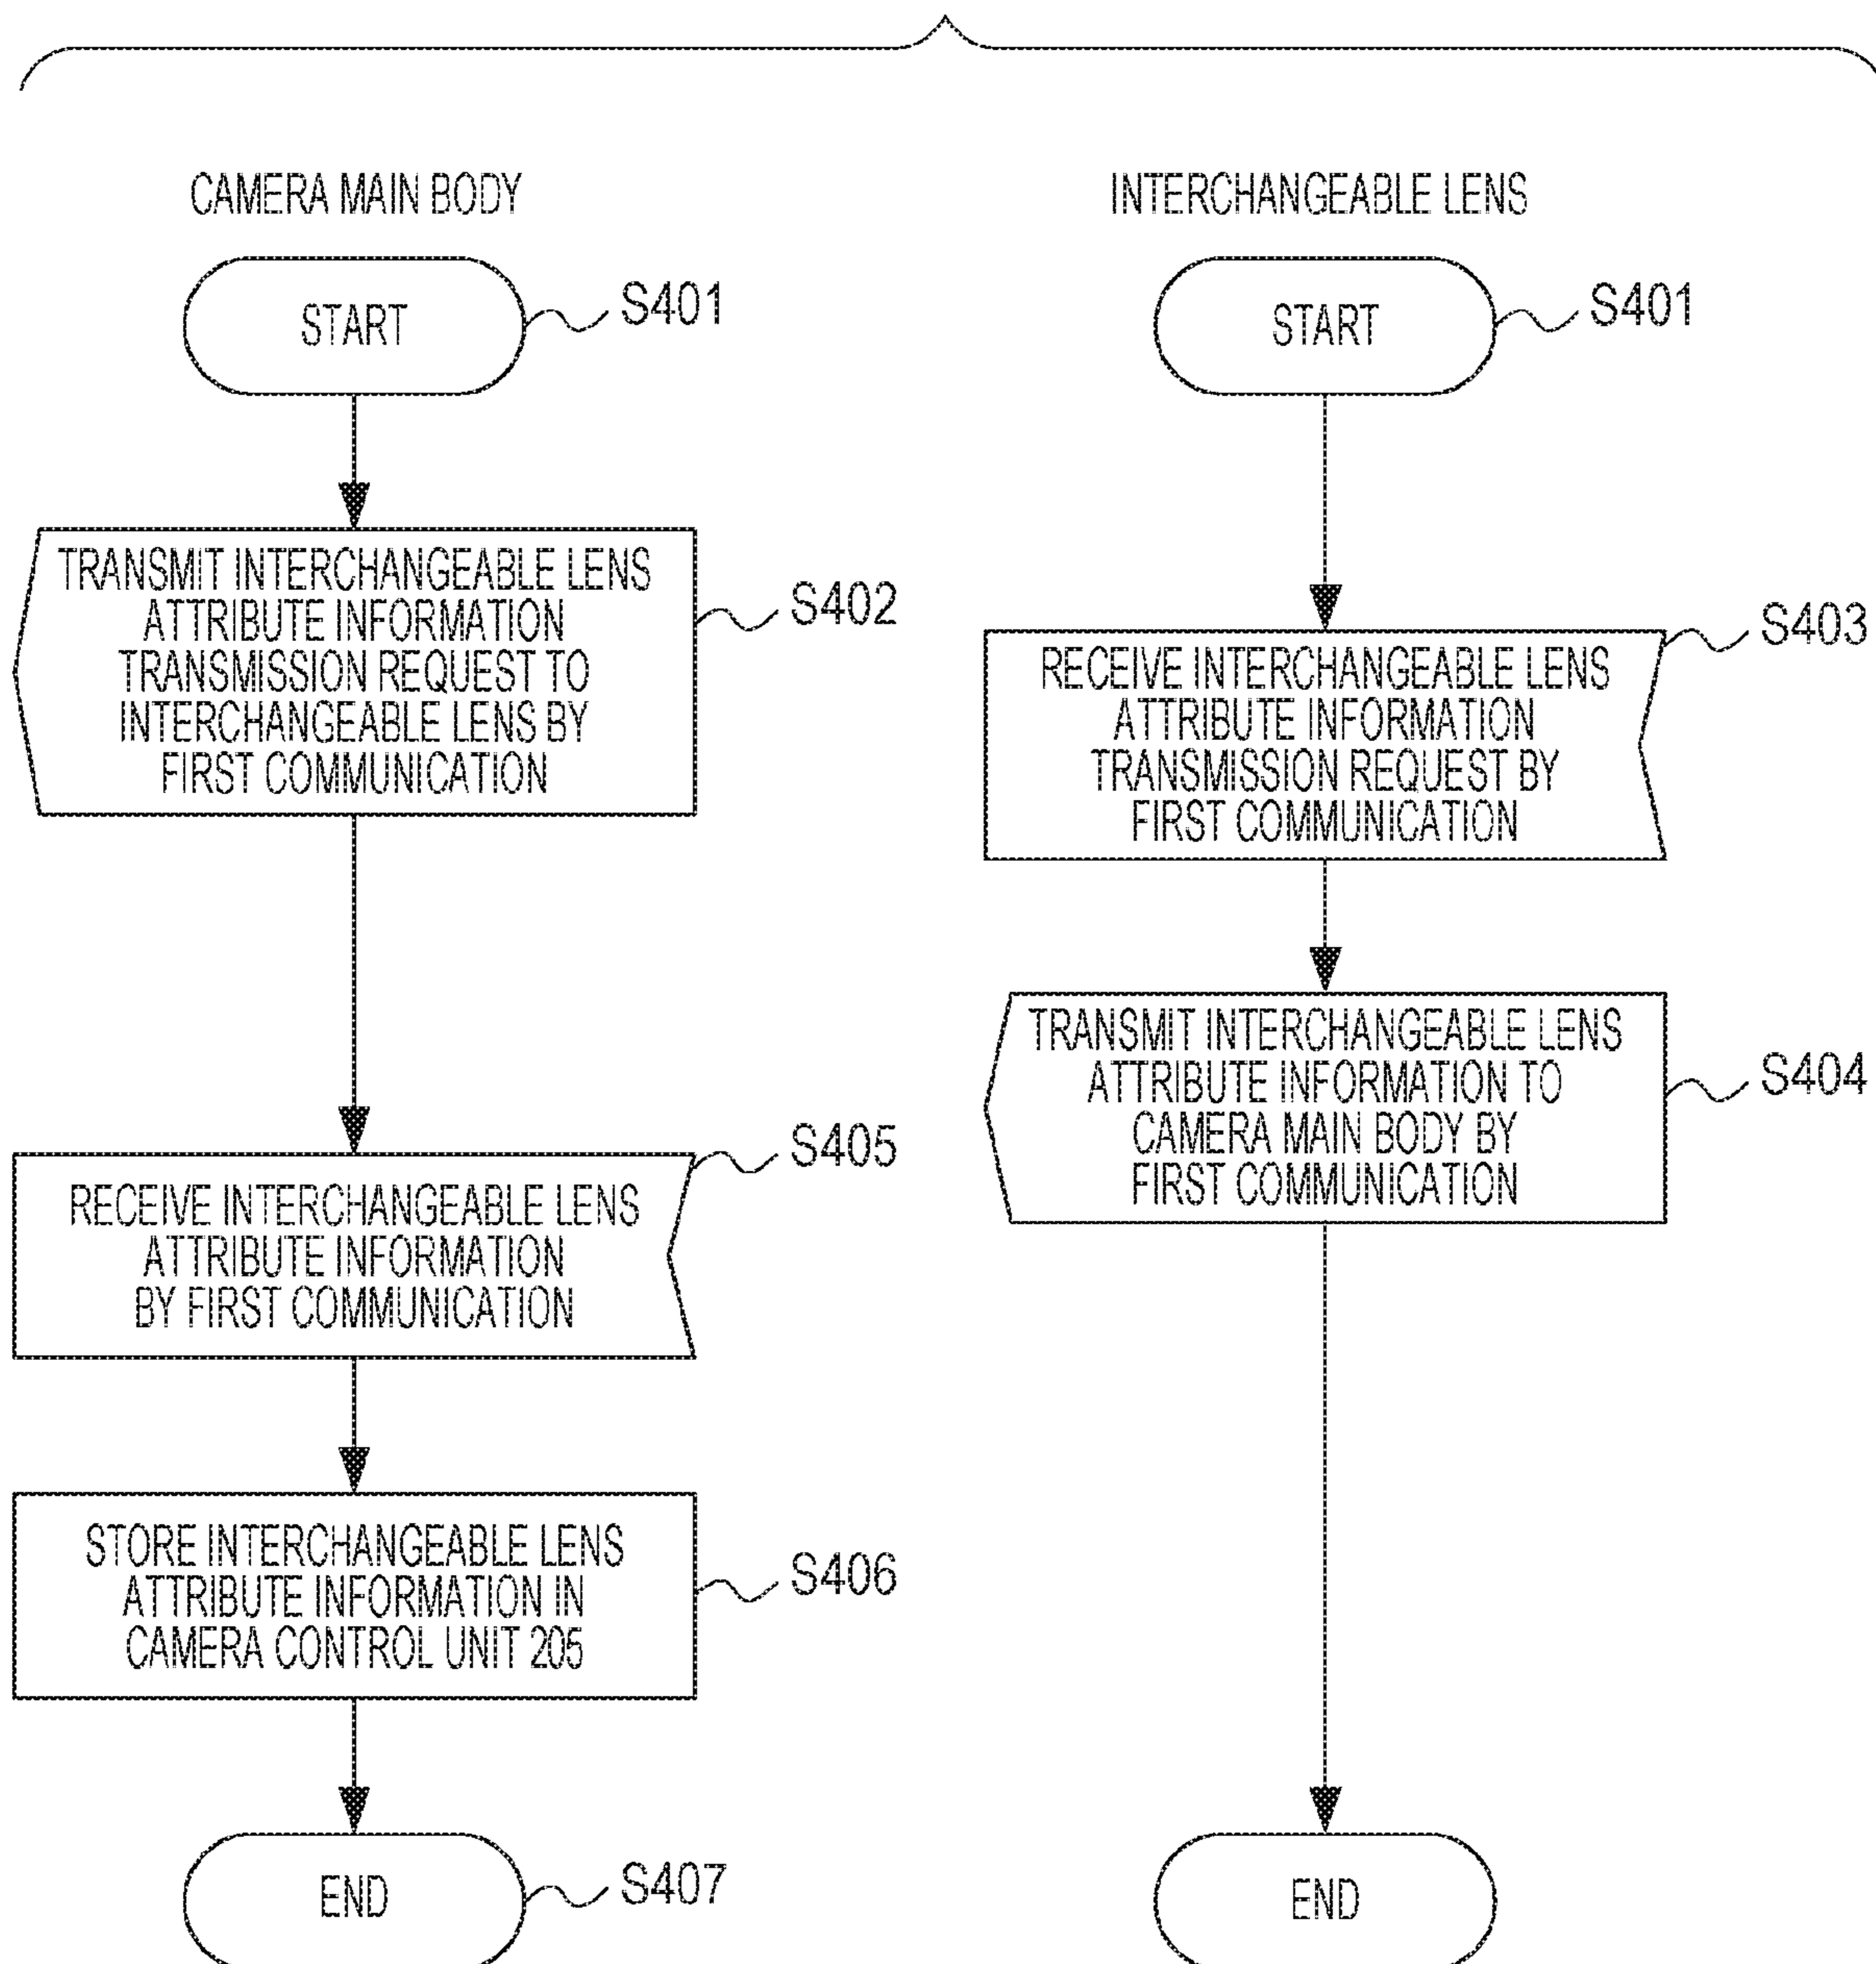 CAMERA MAIN BODY
START
S401
TRANSMIT INTERCHANGEABLE LENS
ATTRIBUTE INFORMATION
TRANSMISSION REQUEST TO
INTERCHANGEABLE LENS BY
FIRST COMMUNICATION
S402
RECEIVE INTERCHANGEABLE LENS
ATTRIBUTE INFORMATION
BY FIRST COMMUNICATION
S405
STORE INTERCHANGEABLE LENS
ATTRIBUTE INFORMATION IN
CAMERA CONTROL UNIT 205
S406
END
S407
INTERCHANGEABLE LENS
START
S401
RECEIVE INTERCHANGEABLE LENS
ATTRIBUTE INFORMATION
TRANSMISSION REQUEST BY
FIRST COMMUNICATION
S403
TRANSMIT INTERCHANGEABLE LENS
ATTRIBUTE INFORMATION TO
CAMERA MAIN BODY BY
FIRST COMMUNICATION
S404
END